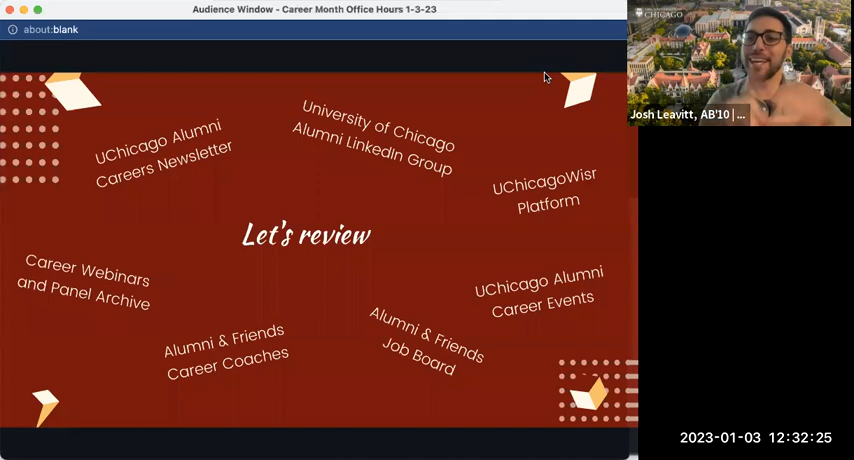 Audience Window - Career Month Office Hours 1-3-23
about:blank
CHICAGO
Josh Leavitt, AB'10 | ...
UChicago Alumni
Careers Newsletter
University of Chicago
Alumni LinkedIn Group
UChicagoWisr
Platform
Let's review
Career Webinars
and Panel Archive
UChicago Alumni
Career Events
Alumni & Friends
Career Coaches
Alumni & Friends
Job Board
2023-01-03 12:32:25